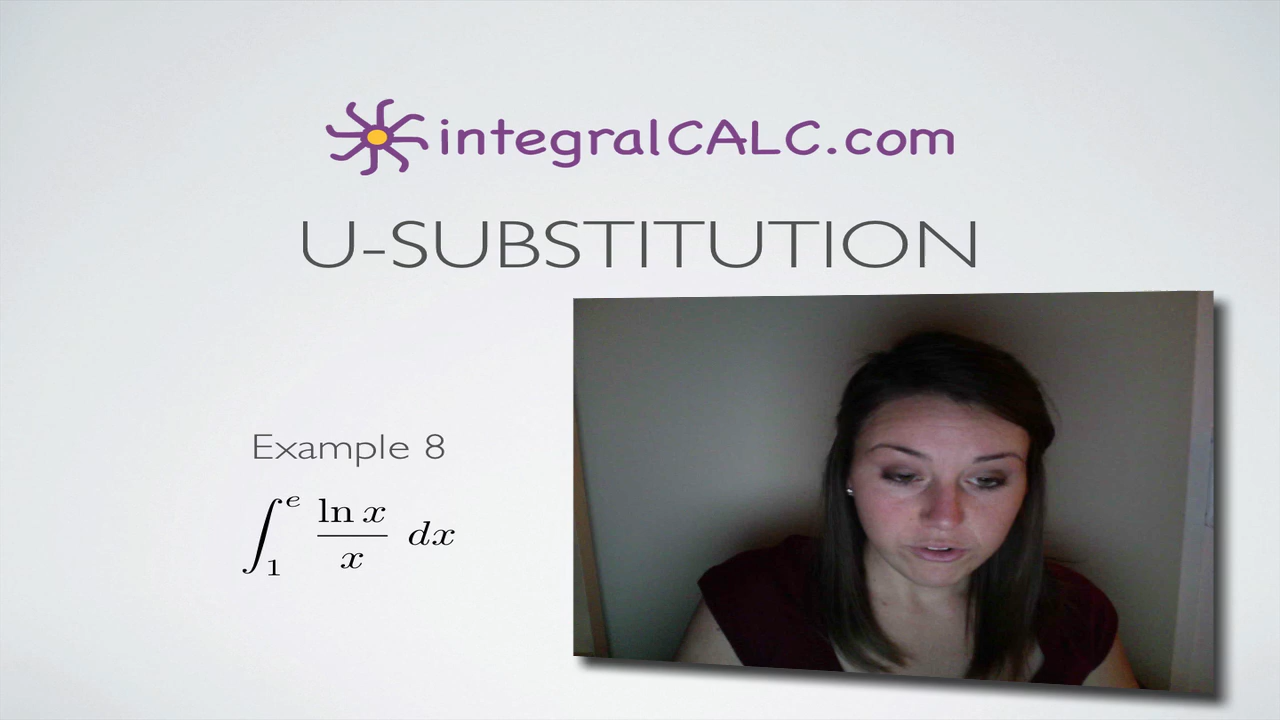 integralCALC.com
U-SUBSTITUTION
Example 8
∫₁ᵉ ln x / x dx